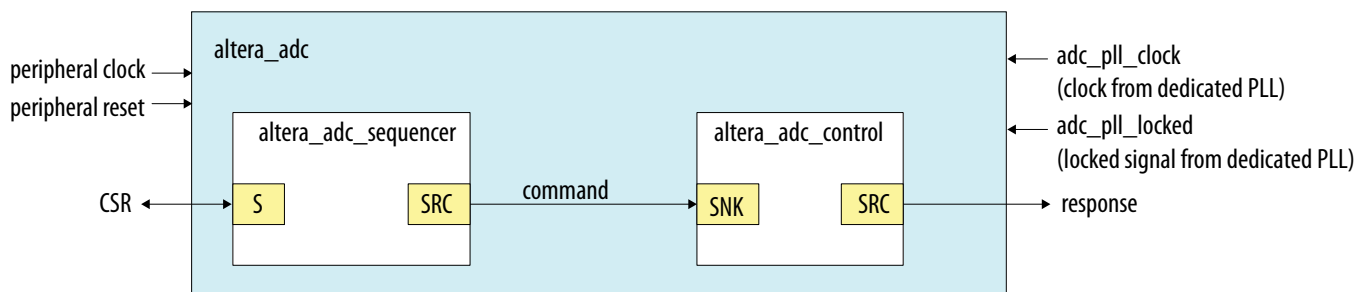 altera_adc
peripheral clock
peripheral reset
adc_pll_clock
(clock from dedicated PLL)
adc_pll_locked
(locked signal from dedicated PLL)
altera_adc_sequencer
altera_adc_control
CSR
S
SRC
command
SNK
SRC
response